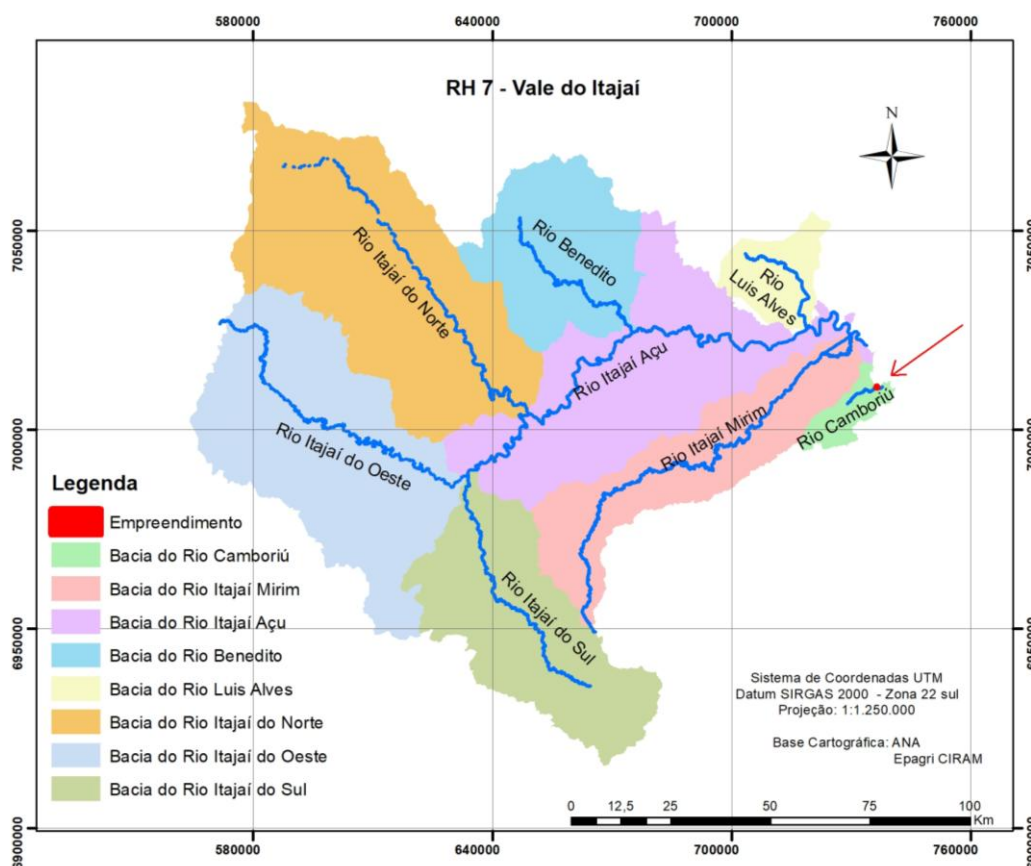 580000 640000 700000 760000
RH 7 - Vale do Itajaí
N
7050000
7050000
Rio Itajaí do Norte
Rio Benedito
Rio
Luis Alves
Rio Itajaí Açu
Rio Itajaí Mirim
Rio Camboriú
7000000
7000000
Rio Itajaí do Oeste
Rio Itajaí do Sul
Legenda
Empreendimento
Bacia do Rio Camboriú
Bacia do Rio Itajaí Mirim
Bacia do Rio Itajaí Açu
Bacia do Rio Benedito
Bacia do Rio Luis Alves
Bacia do Rio Itajaí do Norte
Bacia do Rio Itajaí do Oeste
Bacia do Rio Itajaí do Sul
6950000
6950000
Sistema de Coordenadas UTM
Datum SIRGAS 2000 - Zona 22 sul
Projeção: 1:1.250.000
Base Cartográfica: ANA
Epagri CIRAM
0 12,5 25 50 75 100
Km
6900000
6900000
580000 640000 700000 760000